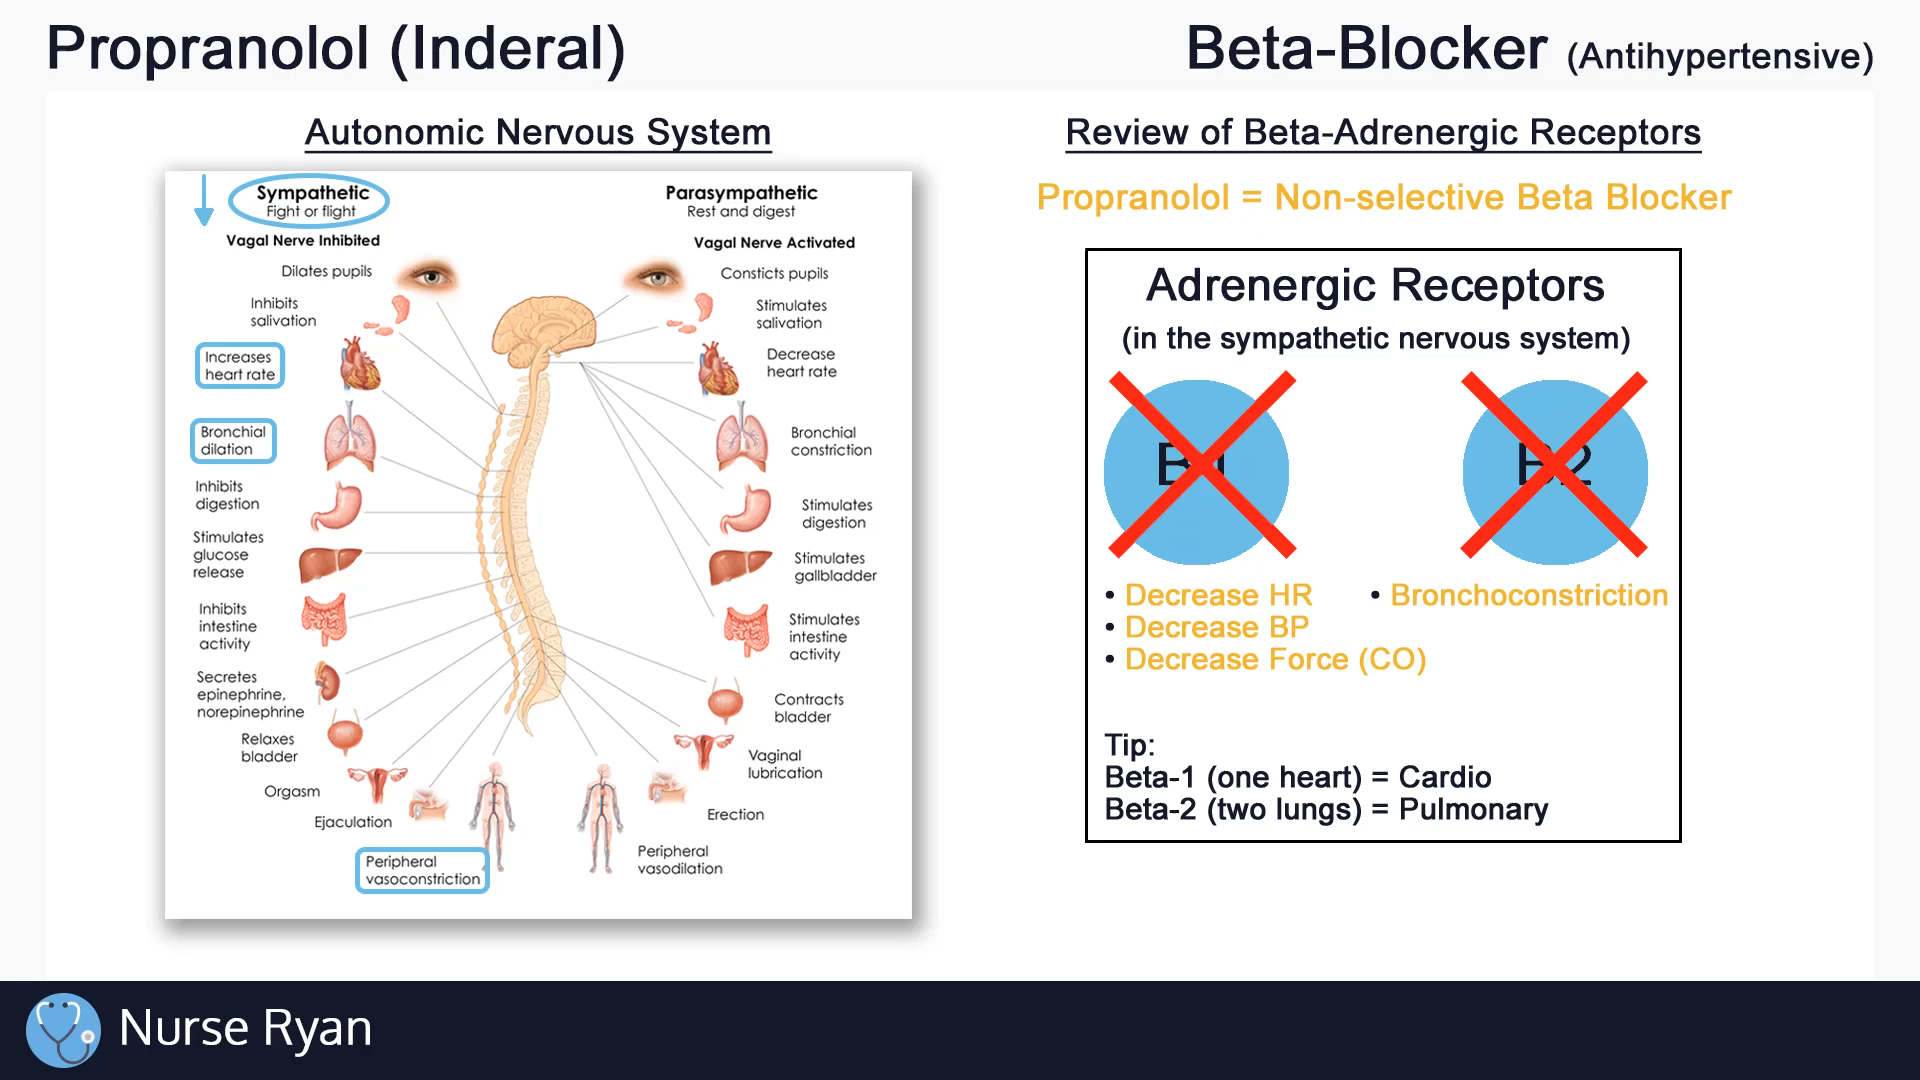 Propranolol (Inderal)
Beta-Blocker (Antihypertensive)
Autonomic Nervous System
Sympathetic
Fight or flight
Vagal Nerve Inhibited
Dilates pupils
Inhibits
salivation
Increases
heart rate
Bronchial
dilation
Inhibits
digestion
Stimulates
glucose
release
Inhibits
intestine
activity
Secretes
epinephrine,
norepinephrine
Relaxes
bladder
Orgasm
Ejaculation
Peripheral
vasoconstriction
Parasympathetic
Rest and digest
Vagal Nerve Activated
Consticts pupils
Stimulates
salivation
Decrease
heart rate
Bronchial
constriction
Stimulates
digestion
Stimulates
gallbladder
Stimulates
intestine
activity
Contracts
bladder
Vaginal
lubrication
Erection
Peripheral
vasodilation
Review of Beta-Adrenergic Receptors
Propranolol = Non-selective Beta Blocker
Adrenergic Receptors
(in the sympathetic nervous system)
B1
B2
• Decrease HR
• Decrease BP
• Decrease Force (CO)
• Bronchoconstriction
Tip:
Beta-1 (one heart) = Cardio
Beta-2 (two lungs) = Pulmonary
Nurse Ryan